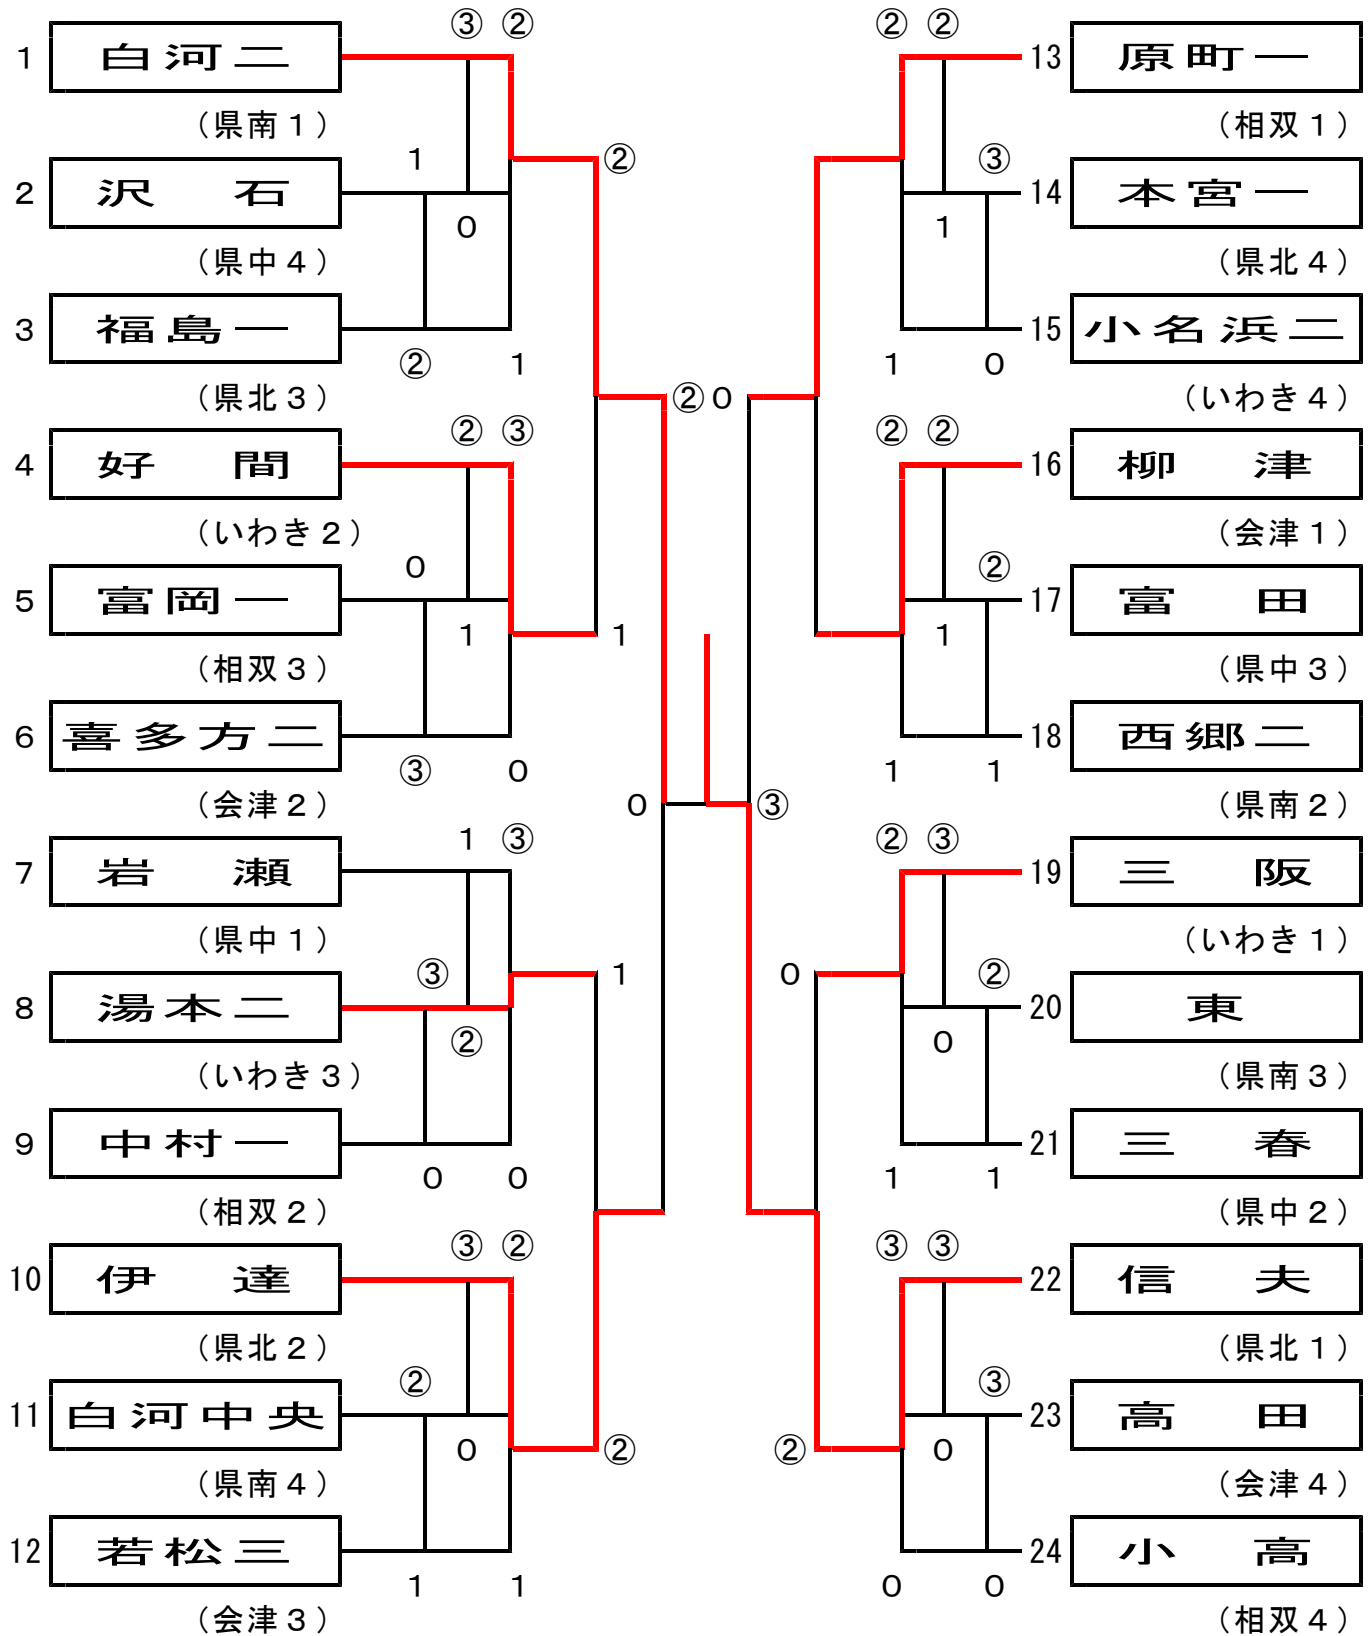 ③ ②
1 白河二
(県南1)
1
2 沢 石
0
(県中4)
3 福島一
② 1
(県北3)
②
② ③
4 好 間
(いわき2)
0
5 富岡一
1
(相双3)
1
6 喜多方二
③ 0
(会津2)
1 ③
7 岩 瀬
(県中1)
③
8 湯本二
②
(いわき3)
1
9 中村一
0 0
(相双2)
③ ②
10 伊 達
(県北2)
②
11 白河中央
0
(県南4)
②
12 若松三
1 1
(会津3)
② 0
0 ③
② ②
13 原町一
(相双1)
③
14 本宮一
1
(県北4)
15 小名浜二
1 0
(いわき4)
② ②
16 柳 津
(会津1)
②
17 富 田
1
(県中3)
18 西郷二
1 1
(県南2)
② ③
19 三 阪
(いわき1)
0
②
20 東
0
(県南3)
21 三 春
1 1
(県中2)
③ ③
22 信 夫
(県北1)
③
23 高 田
0
②
(会津4)
24 小 高
0 0
(相双4)